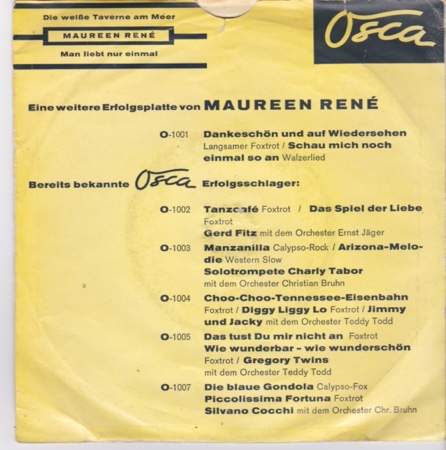 Die weiße Taverne am Meer
MAUREEN RENÉ
Man liebt nur einmal
Osca
Eine weitere Erfolgsplatte von MAUREEN RENÉ
O-1001 Dankeschön und auf Wiedersehen
Langsamer Foxtrot / Schau mich noch
einmal so an Walzerlied
Bereits bekannte Osca Erfolgsschlager:
O-1002 Tanzcafé Foxtrot / Das Spiel der Liebe
Foxtrot
Gerd Fitz mit dem Orchester Ernst Jäger
O-1003 Manzanilla Calypso-Rock / Arizona-Melo-
die Western Slow
Solotrompete Charly Tabor
mit dem Orchester Christian Bruhn
O-1004 Choo-Choo-Tennessee-Eisenbahn
Foxtrot / Diggy Liggy Lo Foxtrot / Jimmy
und Jacky mit dem Orchester Teddy Todd
O-1005 Das tust Du mir nicht an Foxtrot
Wie wunderbar - wie wunderschön
Foxtrot / Gregory Twins
mit dem Orchester Teddy Todd
O-1007 Die blaue Gondola Calypso-Fox
Piccolissima Fortuna Foxtrot
Silvano Cocchi mit dem Orchester Chr. Bruhn